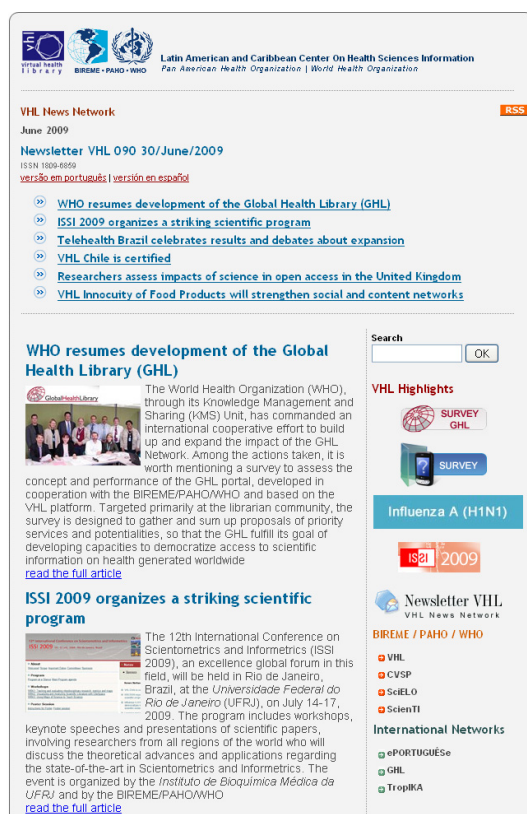 vhl
virtual health
library
BIREME • PAHO • WHO
Latin American and Caribbean Center On Health Sciences Information
Pan American Health Organization | World Health Organization
VHL News Network
RSS
June 2009
Newsletter VHL 090 30/June/2009
ISSN 1809-6859
versão em português | versión en español
WHO resumes development of the Global Health Library (GHL)
ISSI 2009 organizes a striking scientific program
Telehealth Brazil celebrates results and debates about expansion
VHL Chile is certified
Researchers assess impacts of science in open access in the United Kingdom
VHL Innocuity of Food Products will strengthen social and content networks
WHO resumes development of the Global
Health Library (GHL)
GlobalHealthLibrary
The World Health Organization (WHO),
through its Knowledge Management and
Sharing (KMS) Unit, has commanded an
international cooperative effort to build
up and expand the impact of the GHL
Network. Among the actions taken, it is
worth mentioning a survey to assess the
concept and performance of the GHL portal, developed in
cooperation with the BIREME/PAHO/WHO and based on the
VHL platform. Targeted primarily at the librarian community, the
survey is designed to gather and sum up proposals of priority
services and potentialities, so that the GHL fulfill its goal of
developing capacities to democratize access to scientific
information on health generated worldwide
read the full article
ISSI 2009 organizes a striking scientific
program
ISSI 2009
The 12th International Conference on
Scientometrics and Informetrics (ISSI
2009), an excellence global forum in this
field, will be held in Rio de Janeiro,
Brazil, at the Universidade Federal do
Rio de Janeiro (UFRJ), on July 14-17,
2009. The program includes workshops,
keynote speeches and presentations of scientific papers,
involving researchers from all regions of the world who will
discuss the theoretical advances and applications regarding
the state-of-the-art in Scientometrics and Informetrics. The
event is organized by the Instituto de Bioquímica Médica da
UFRJ and by the BIREME/PAHO/WHO
read the full article
Search
OK
VHL Highlights
SURVEY
GHL
SURVEY
Influenza A (H1N1)
ISSI 2009
Newsletter VHL
VHL News Network
BIREME / PAHO / WHO
VHL
CVSP
SciELO
ScienTI
International Networks
ePORTUGUÊSe
GHL
TropIKA